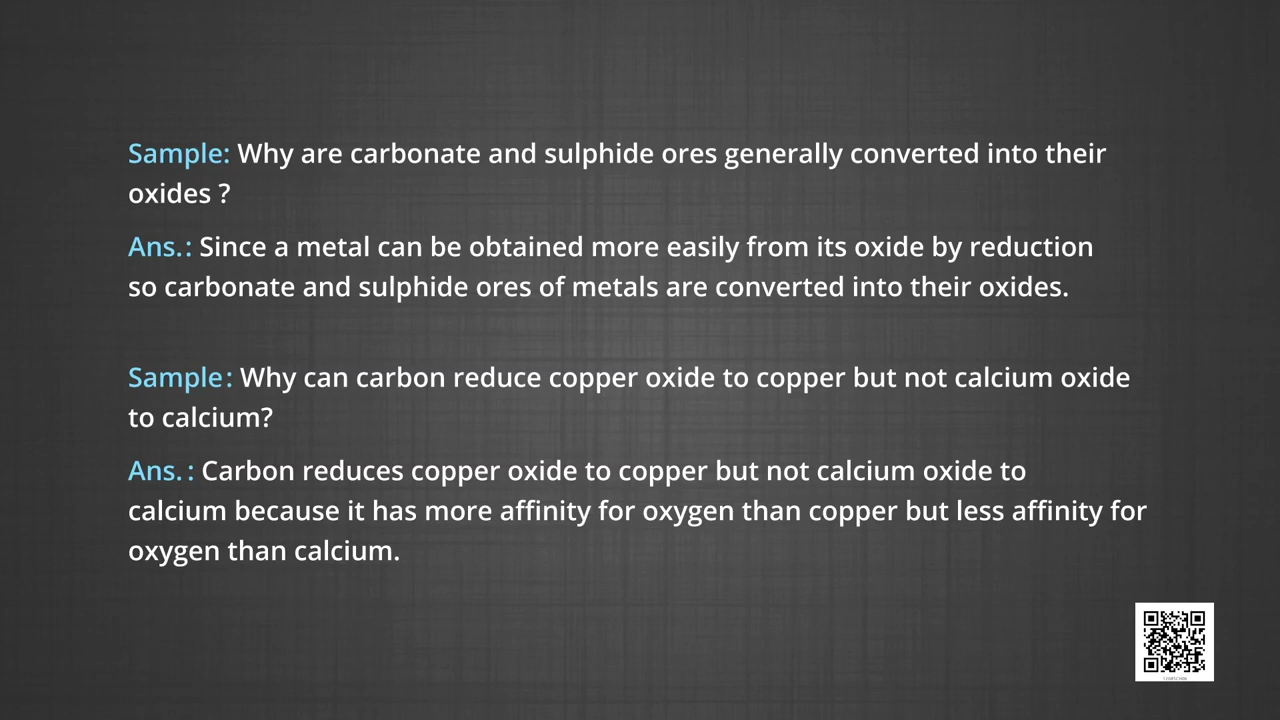 Sample: Why are carbonate and sulphide ores generally converted into their
oxides ?
Ans.: Since a metal can be obtained more easily from its oxide by reduction
so carbonate and sulphide ores of metals are converted into their oxides.
Sample: Why can carbon reduce copper oxide to copper but not calcium oxide
to calcium?
Ans. : Carbon reduces copper oxide to copper but not calcium oxide to
calcium because it has more affinity for oxygen than copper but less affinity for
oxygen than calcium.